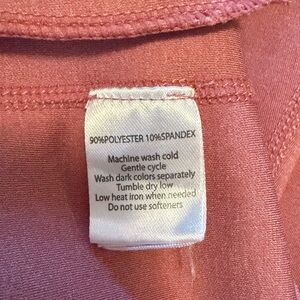 90%POLYESTER 10%SPANDEX
Machine wash cold
Gentle cycle
Wash dark colors separately
Tumble dry low
Low heat iron when needed
Do not use softeners